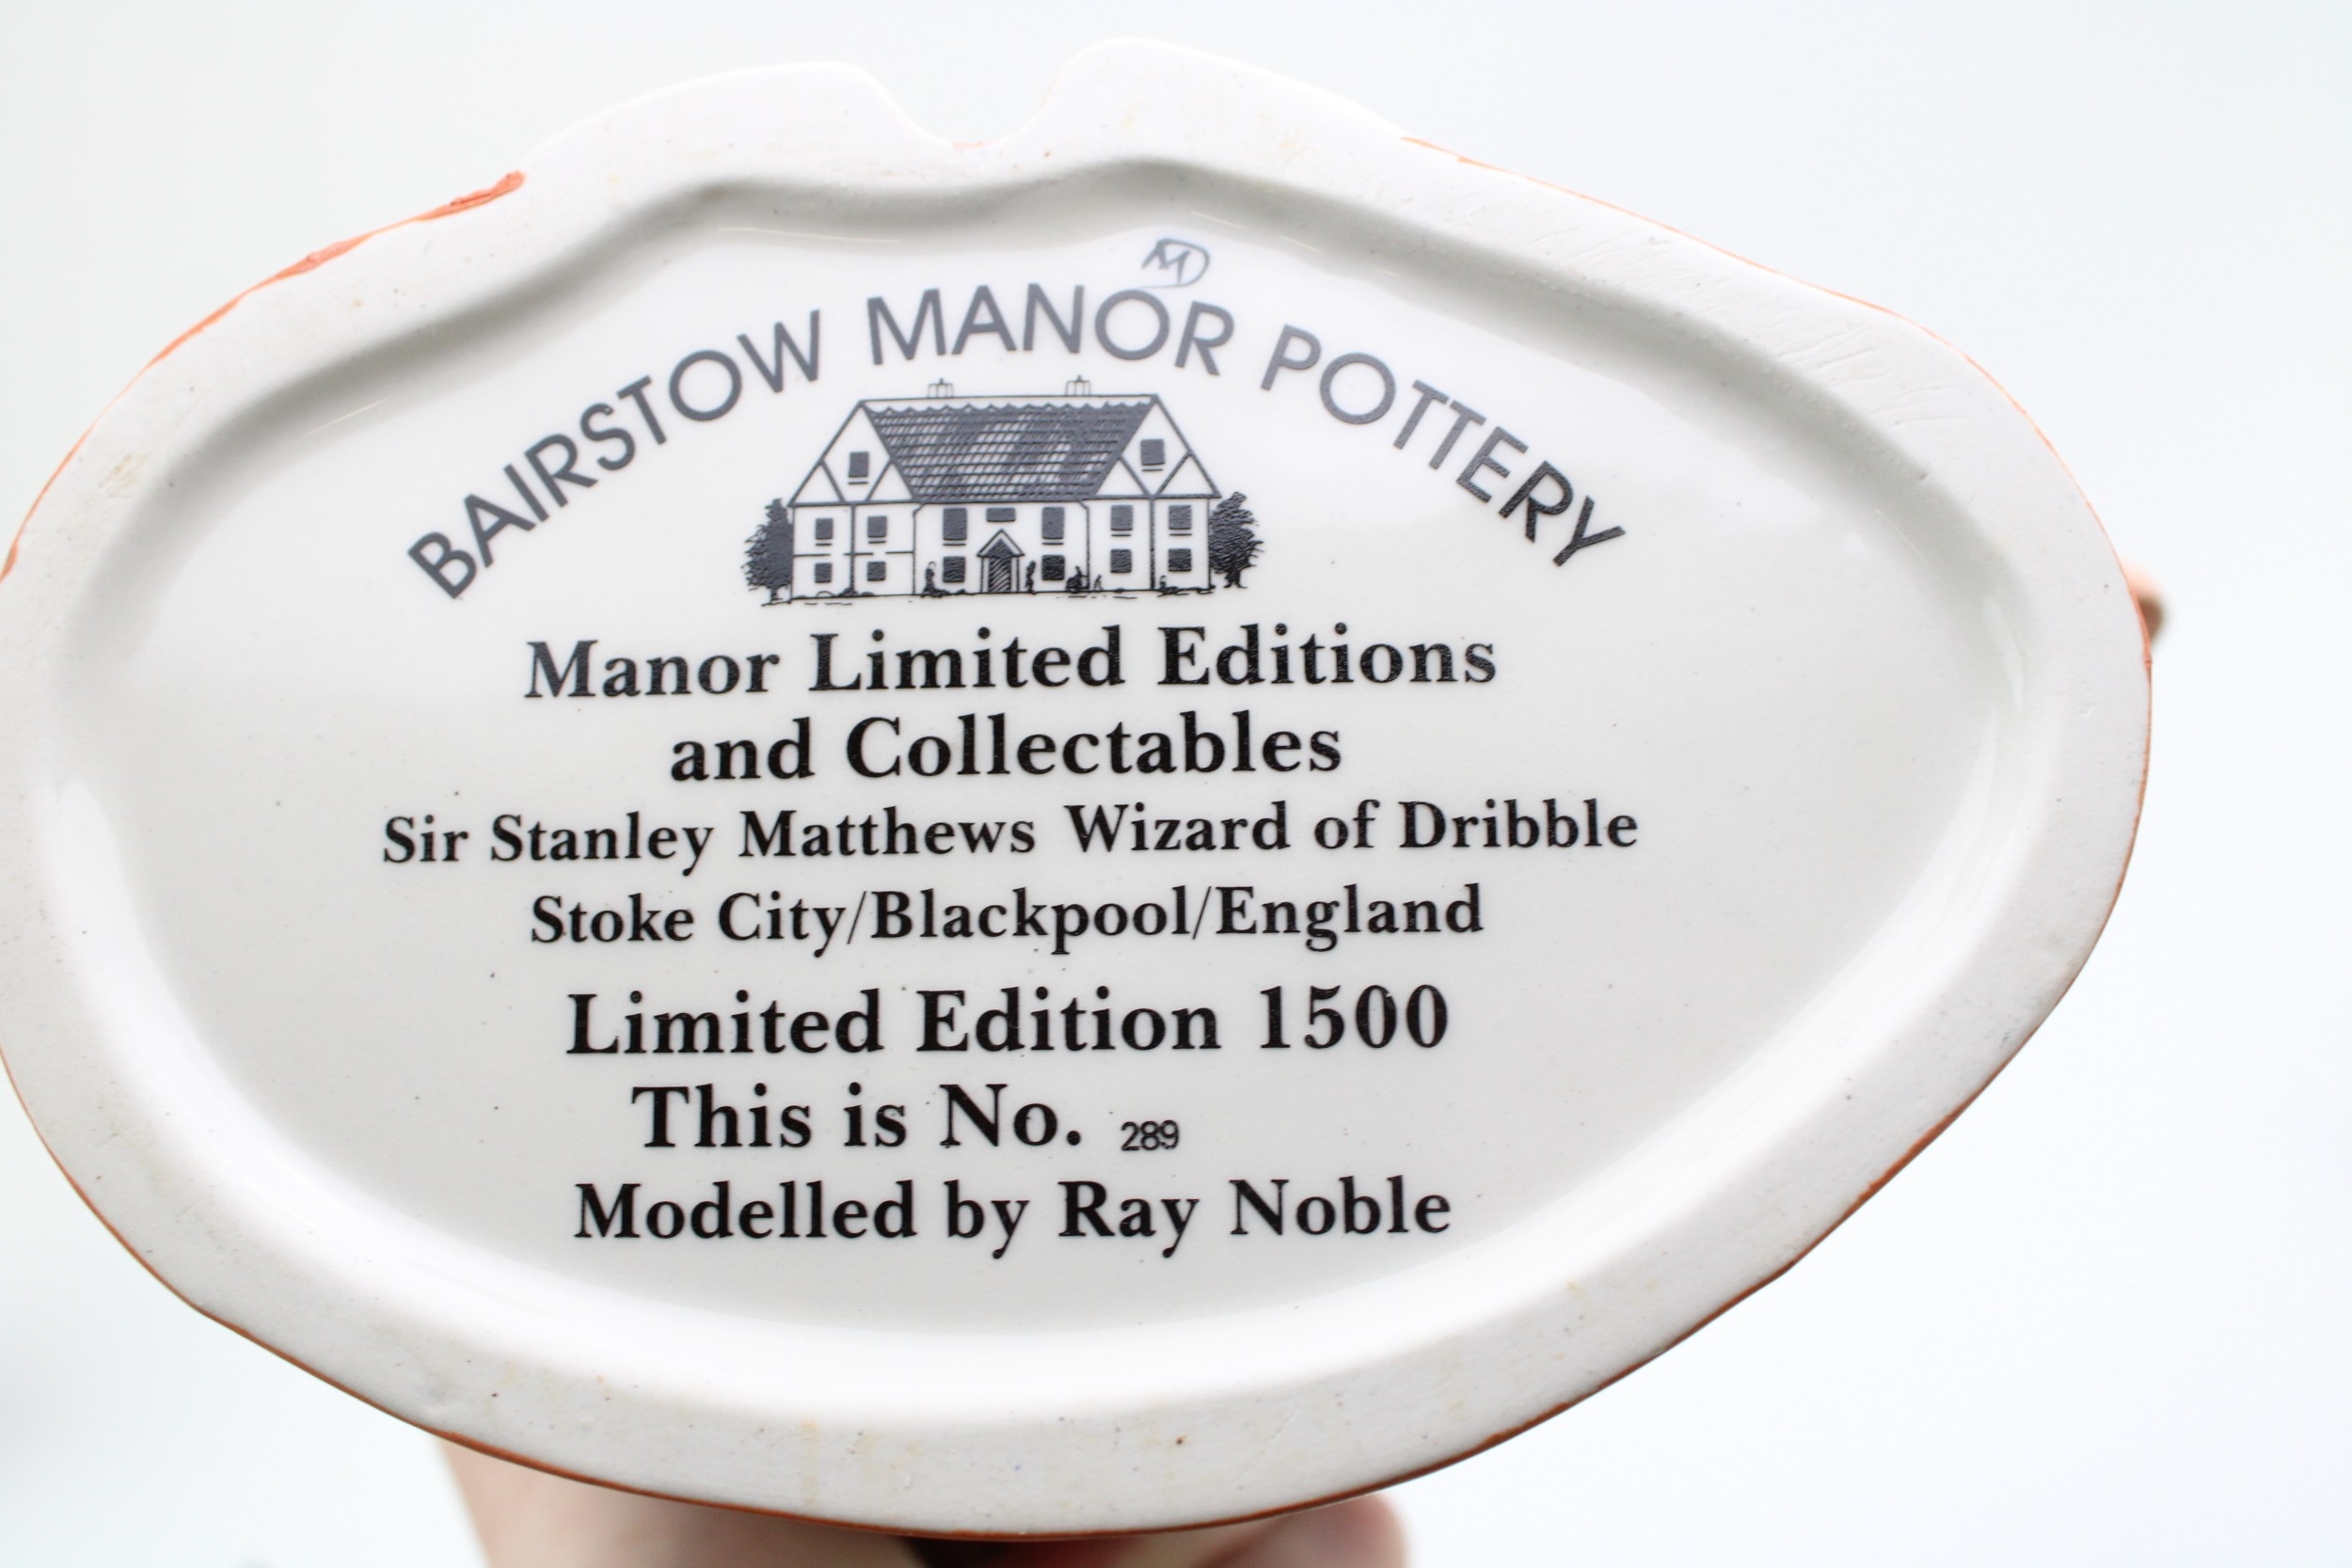 MD
BAIRSTOW MANOR POTTERY
Manor Limited Editions
and Collectables
Sir Stanley Matthews Wizard of Dribble
Stoke City/Blackpool/England
Limited Edition 1500
This is No. 289
Modelled by Ray Noble